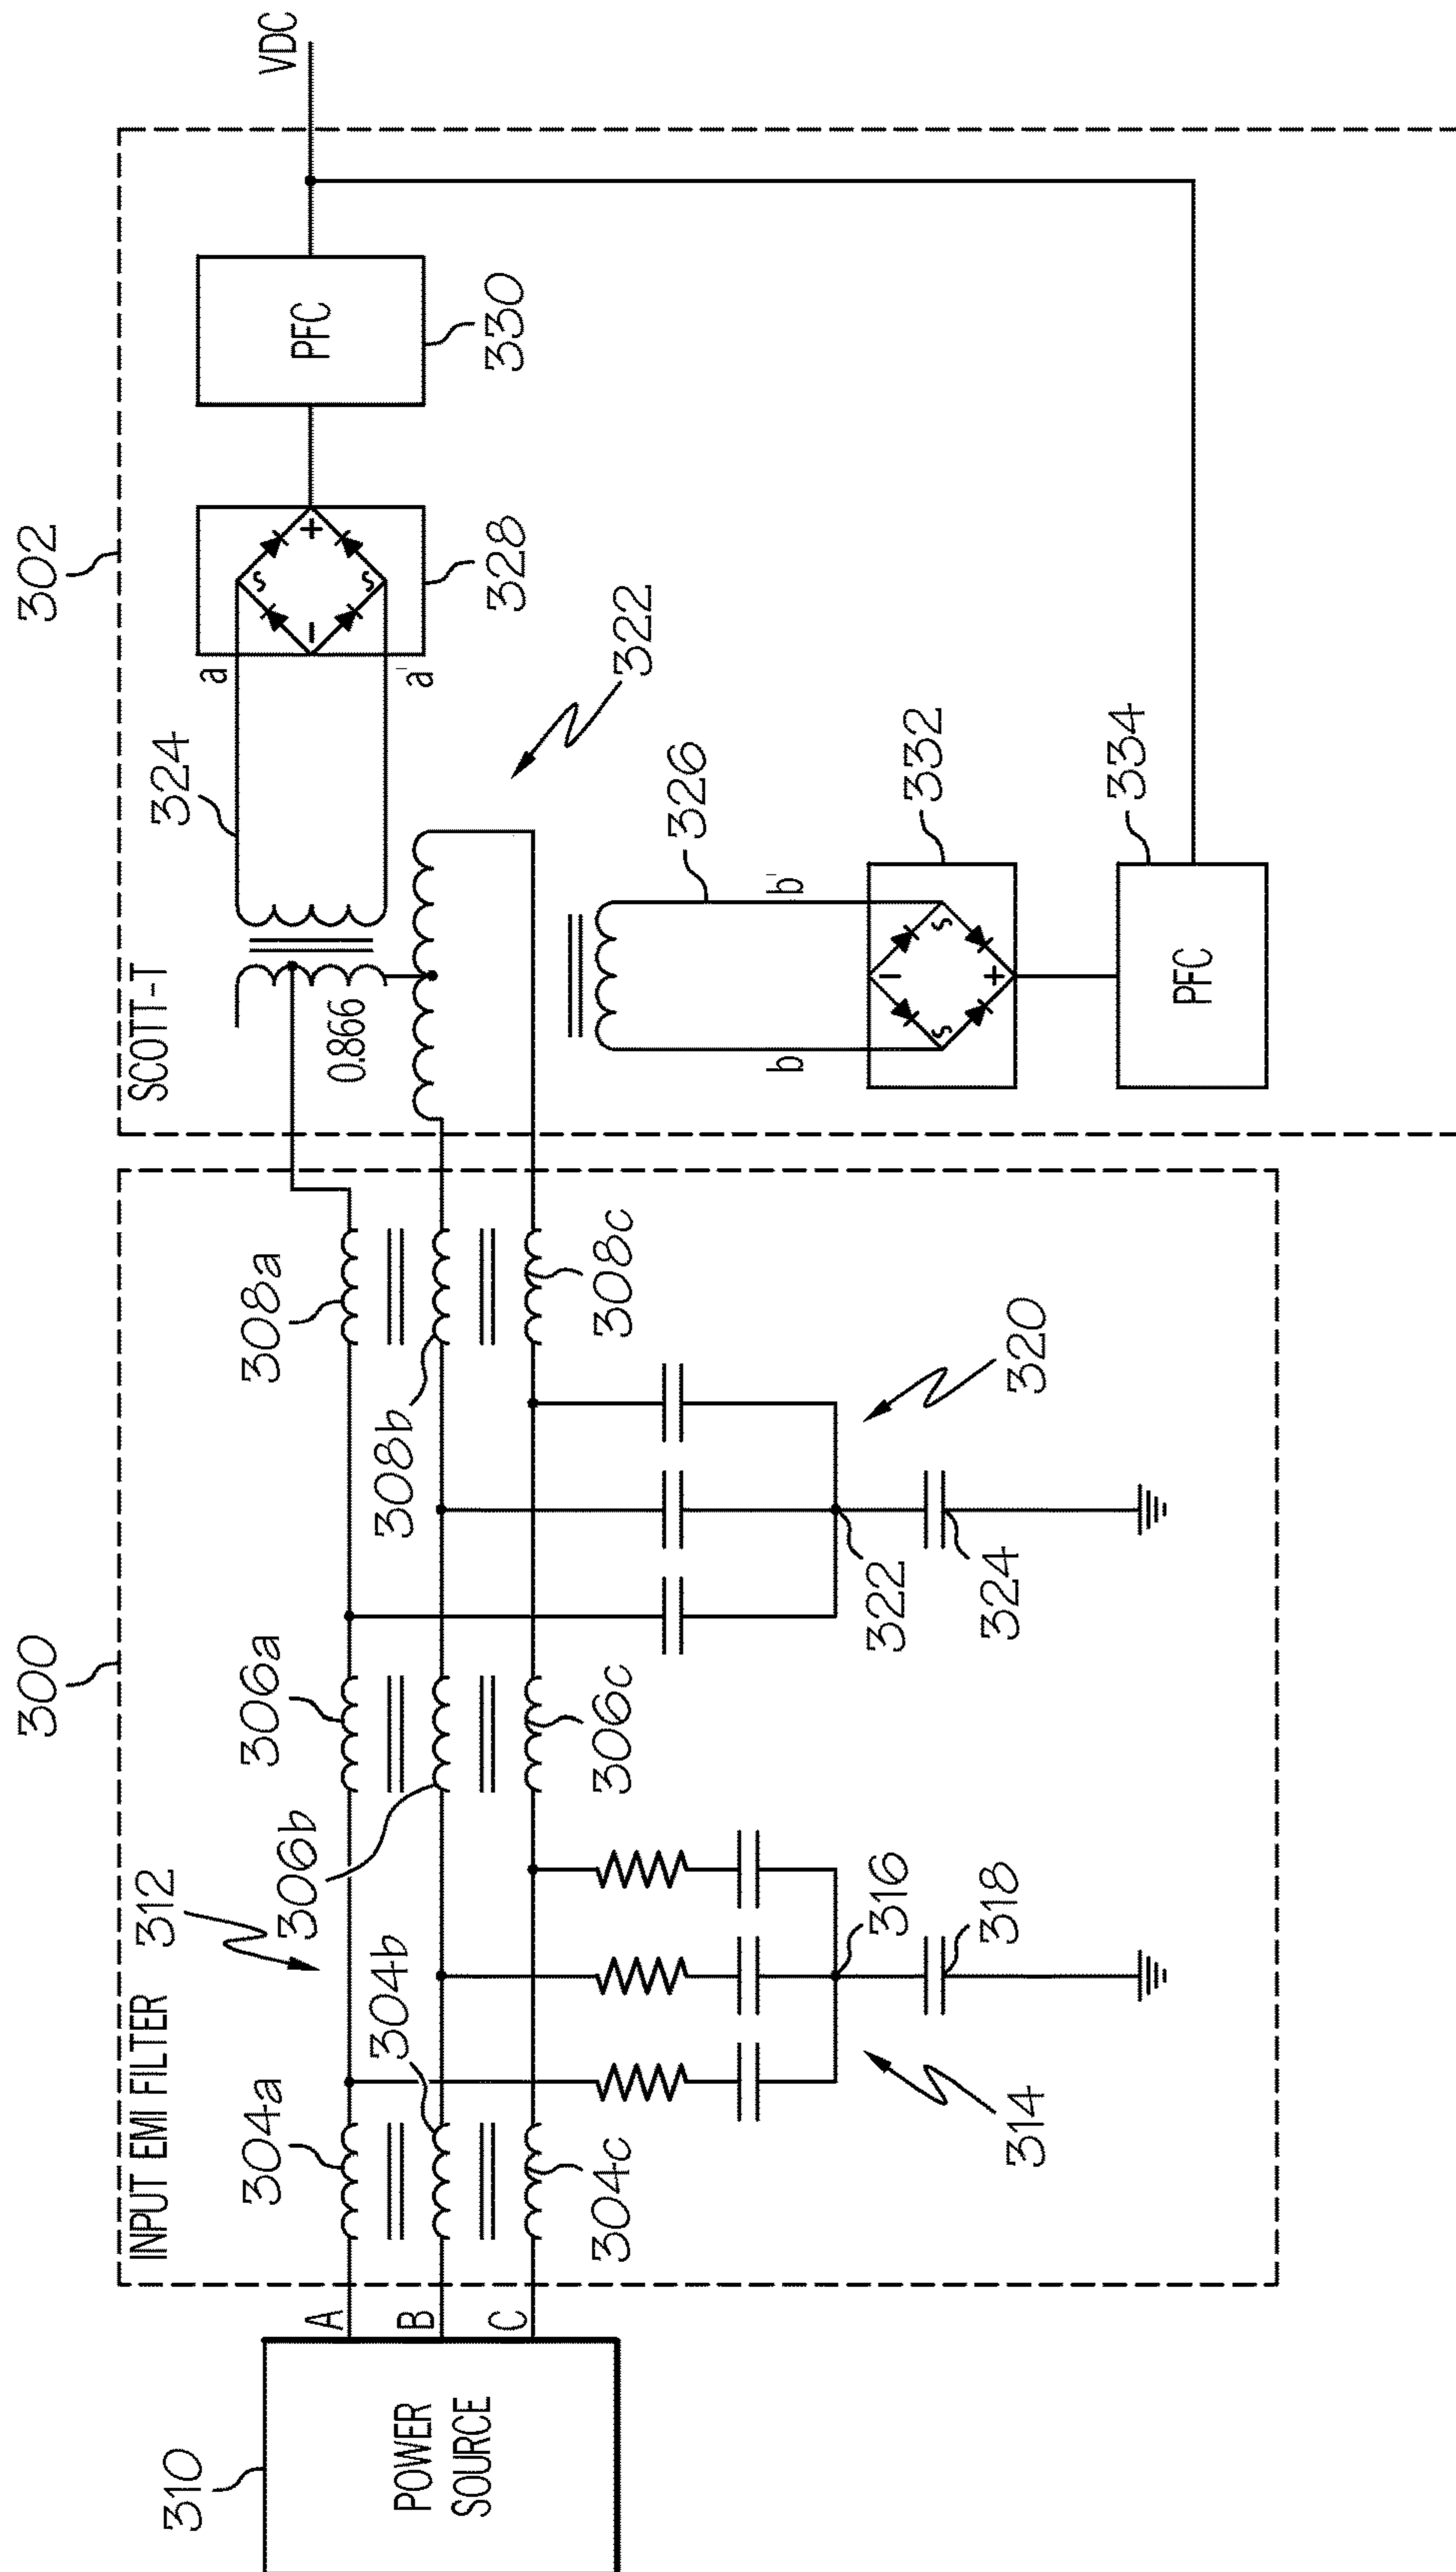 300
302
INPUT EMI FILTER
SCOTT-T
VDC
310
POWER
SOURCE
A
B
C
304a
304b
304c
312
306a
306b
306c
308a
308b
308c
314
316
318
320
322
324
0.866
324
a
a'
328
PFC
330
322
326
b
b'
332
334
PFC